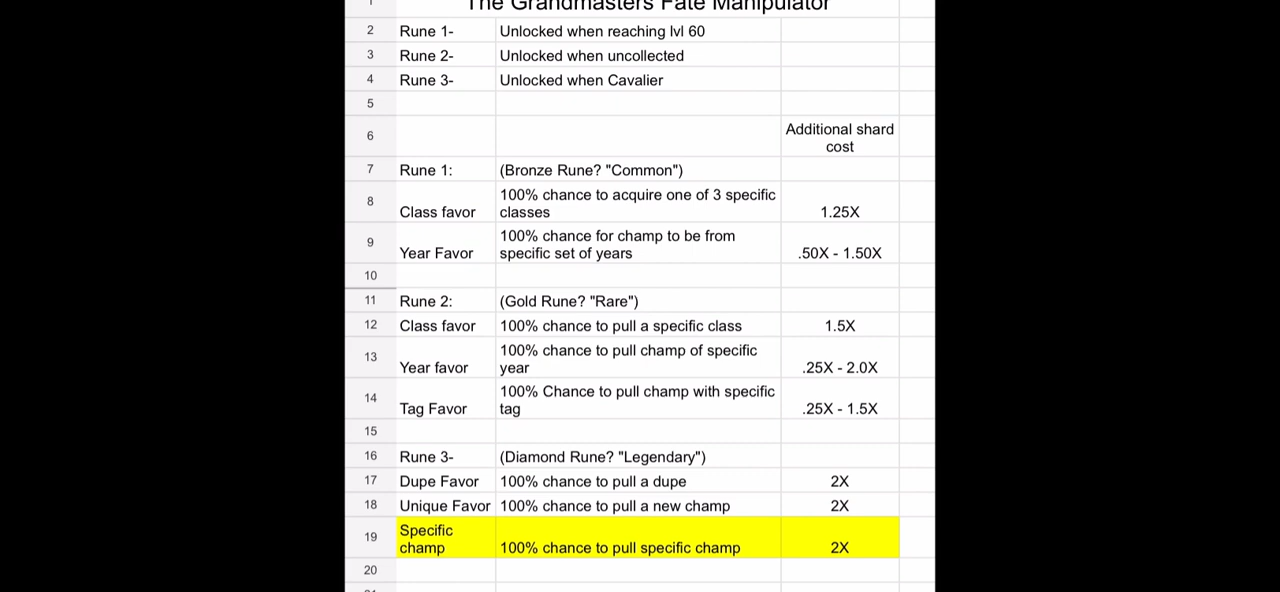 1 The Grandmasters Fate Manipulator
2 Rune 1- Unlocked when reaching lvl 60
3 Rune 2- Unlocked when uncollected
4 Rune 3- Unlocked when Cavalier
5
6 Additional shard
cost
7 Rune 1: (Bronze Rune? "Common")
8 100% chance to acquire one of 3 specific
Class favor classes 1.25X
9 100% chance for champ to be from
Year Favor specific set of years .50X - 1.50X
10
11 Rune 2: (Gold Rune? "Rare")
12 Class favor 100% chance to pull a specific class 1.5X
13 100% chance to pull champ of specific
Year favor year .25X - 2.0X
14 100% Chance to pull champ with specific
Tag Favor tag .25X - 1.5X
15
16 Rune 3- (Diamond Rune? "Legendary")
17 Dupe Favor 100% chance to pull a dupe 2X
18 Unique Favor 100% chance to pull a new champ 2X
19 Specific
champ 100% chance to pull specific champ 2X
20